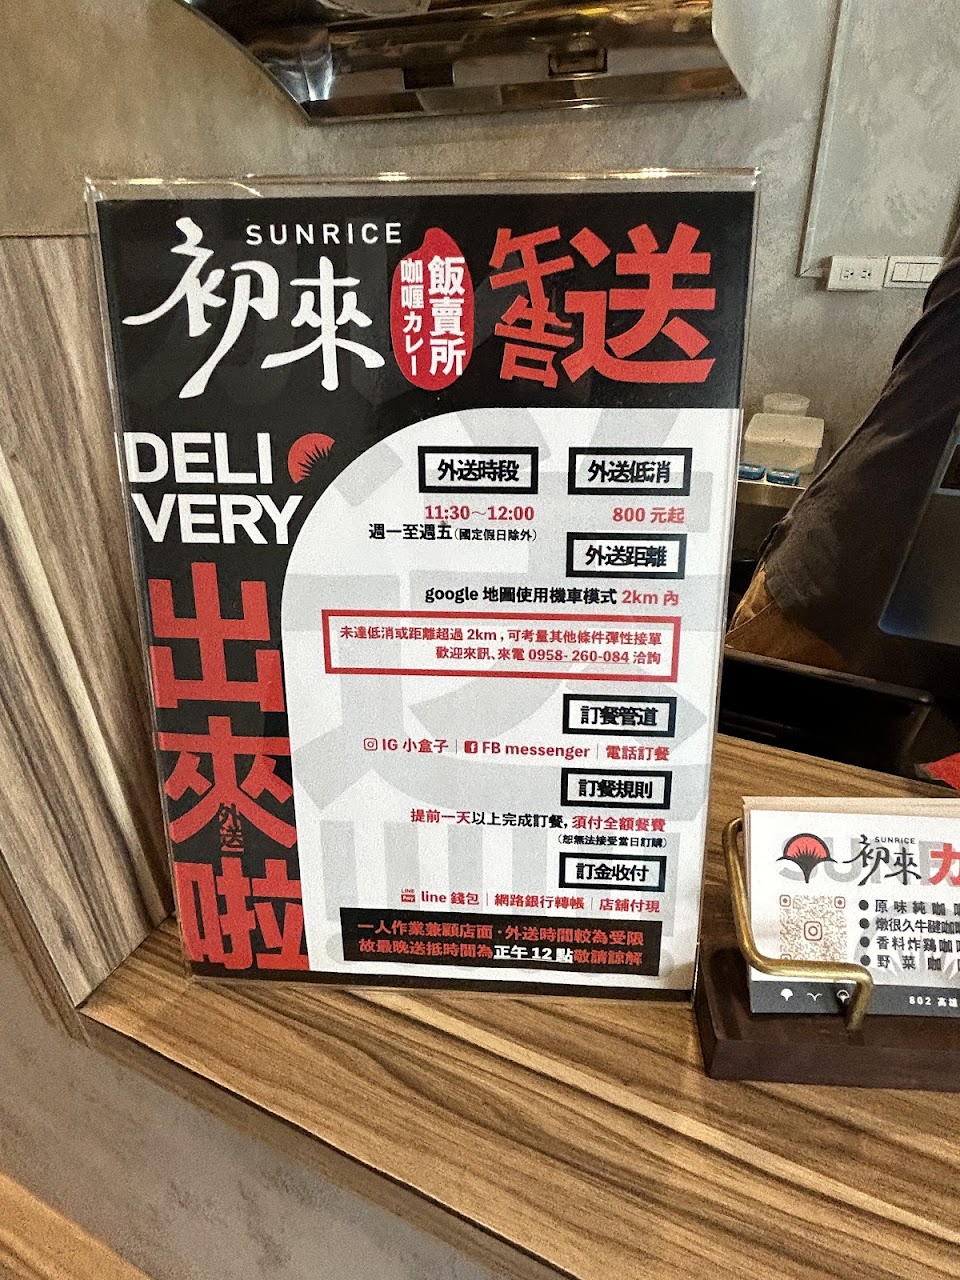 SUNRICE
初來
飯賣所
咖喱カレー
外送
DELI
VERY
出來啦
外送
外送時段
11:30～12:00
週一至週五(國定假日除外)
外送低消
800 元起
外送距離
google 地圖使用機車模式 2km 內
未達低消或距離超過 2km , 可考量其他條件彈性接單
歡迎來訊、來電 0958- 260-084 洽詢
訂餐管道
IG 小盒子｜FB messenger｜電話訂餐
訂餐規則
提前一天以上完成訂餐, 須付全額餐費
(恕無法接受當日訂購)
訂金收付
LINE Pay line 錢包｜網路銀行轉帳｜店舖付現
一人作業兼顧店面・外送時間較為受限
故最晚送抵時間為正午 12 點敬請諒解
SUNRICE
初來
●原味純咖
●燉很久牛腱咖
●香料炸鷄咖
●野菜咖
802 高雄